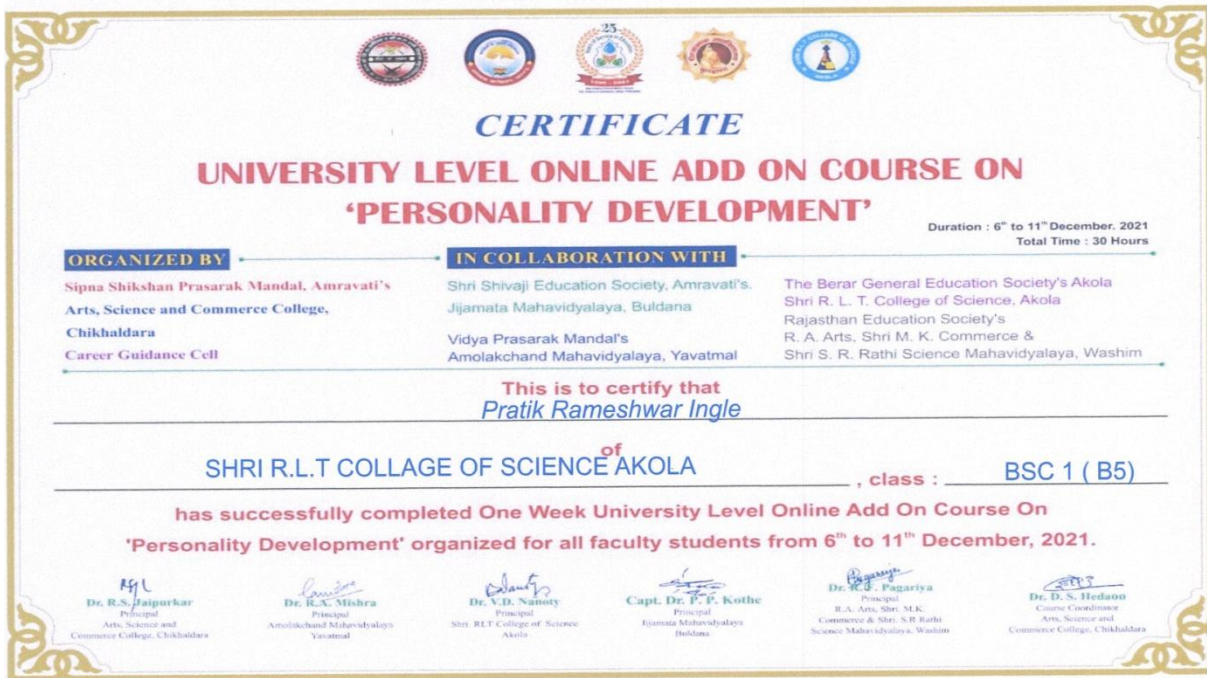 25
CERTIFICATE
UNIVERSITY LEVEL ONLINE ADD ON COURSE ON
‘PERSONALITY DEVELOPMENT’
Duration : 6th to 11th December. 2021
Total Time : 30 Hours
ORGANIZED BY
Sipna Shikshan Prasarak Mandal, Amravati's
Arts, Science and Commerce College,
Chikhaldara
Career Guidance Cell
IN COLLABORATION WITH
Shri Shivaji Education Society, Amravati's.
Jijamata Mahavidyalaya, Buldana
Vidya Prasarak Mandal's
Amolakchand Mahavidyalaya, Yavatmal
The Berar General Education Society's Akola
Shri R. L. T. College of Science, Akola
Rajasthan Education Society's
R. A. Arts, Shri M. K. Commerce &
Shri S. R. Rathi Science Mahavidyalaya, Washim
This is to certify that
Pratik Rameshwar Ingle
of
SHRI R.L.T COLLAGE OF SCIENCE AKOLA , class : BSC 1 ( B5)
has successfully completed One Week University Level Online Add On Course On
'Personality Development' organized for all faculty students from 6th to 11th December, 2021.
Dr. R.S. Jaipurkar
Principal
Arts, Science and
Commerce College, Chikhaldara
Dr. R.A. Mishra
Principal
Amolakchand Mahavidyalaya
Yavatmal
Dr. V.D. Nanoty
Principal
Shri. RLT College of Science
Akola
Capt. Dr. P. P. Kothe
Principal
Jijamata Mahavidyalaya
Buldana
Pagariya
Principal
R.A. Arts, Shri. M.K.
Commerce & Shri. S.R Rathi
Science Mahavidyalaya, Washim
Dr. D. S. Hedaoo
Course Coordinator
Arts, Science and
Commerce College, Chikhaldara